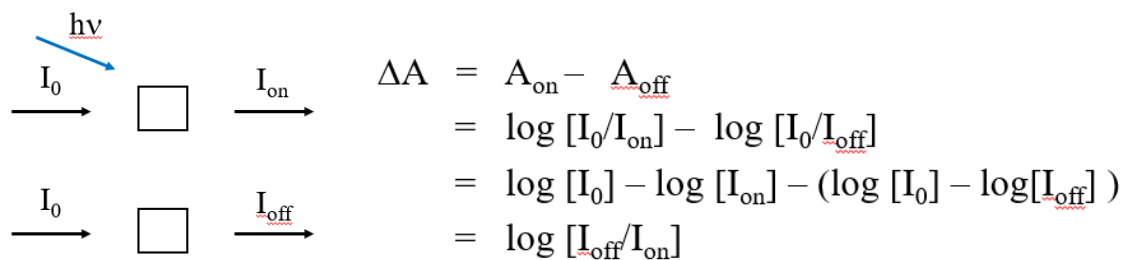 hν
I₀
Iₒₙ
ΔA = Aₒₙ – Aₒff
= log [I₀/Iₒₙ] – log [I₀/Iₒff]
I₀
Iₒff
= log [I₀] – log [Iₒₙ] – (log [I₀] – log[Iₒff] )
= log [Iₒff/Iₒₙ]